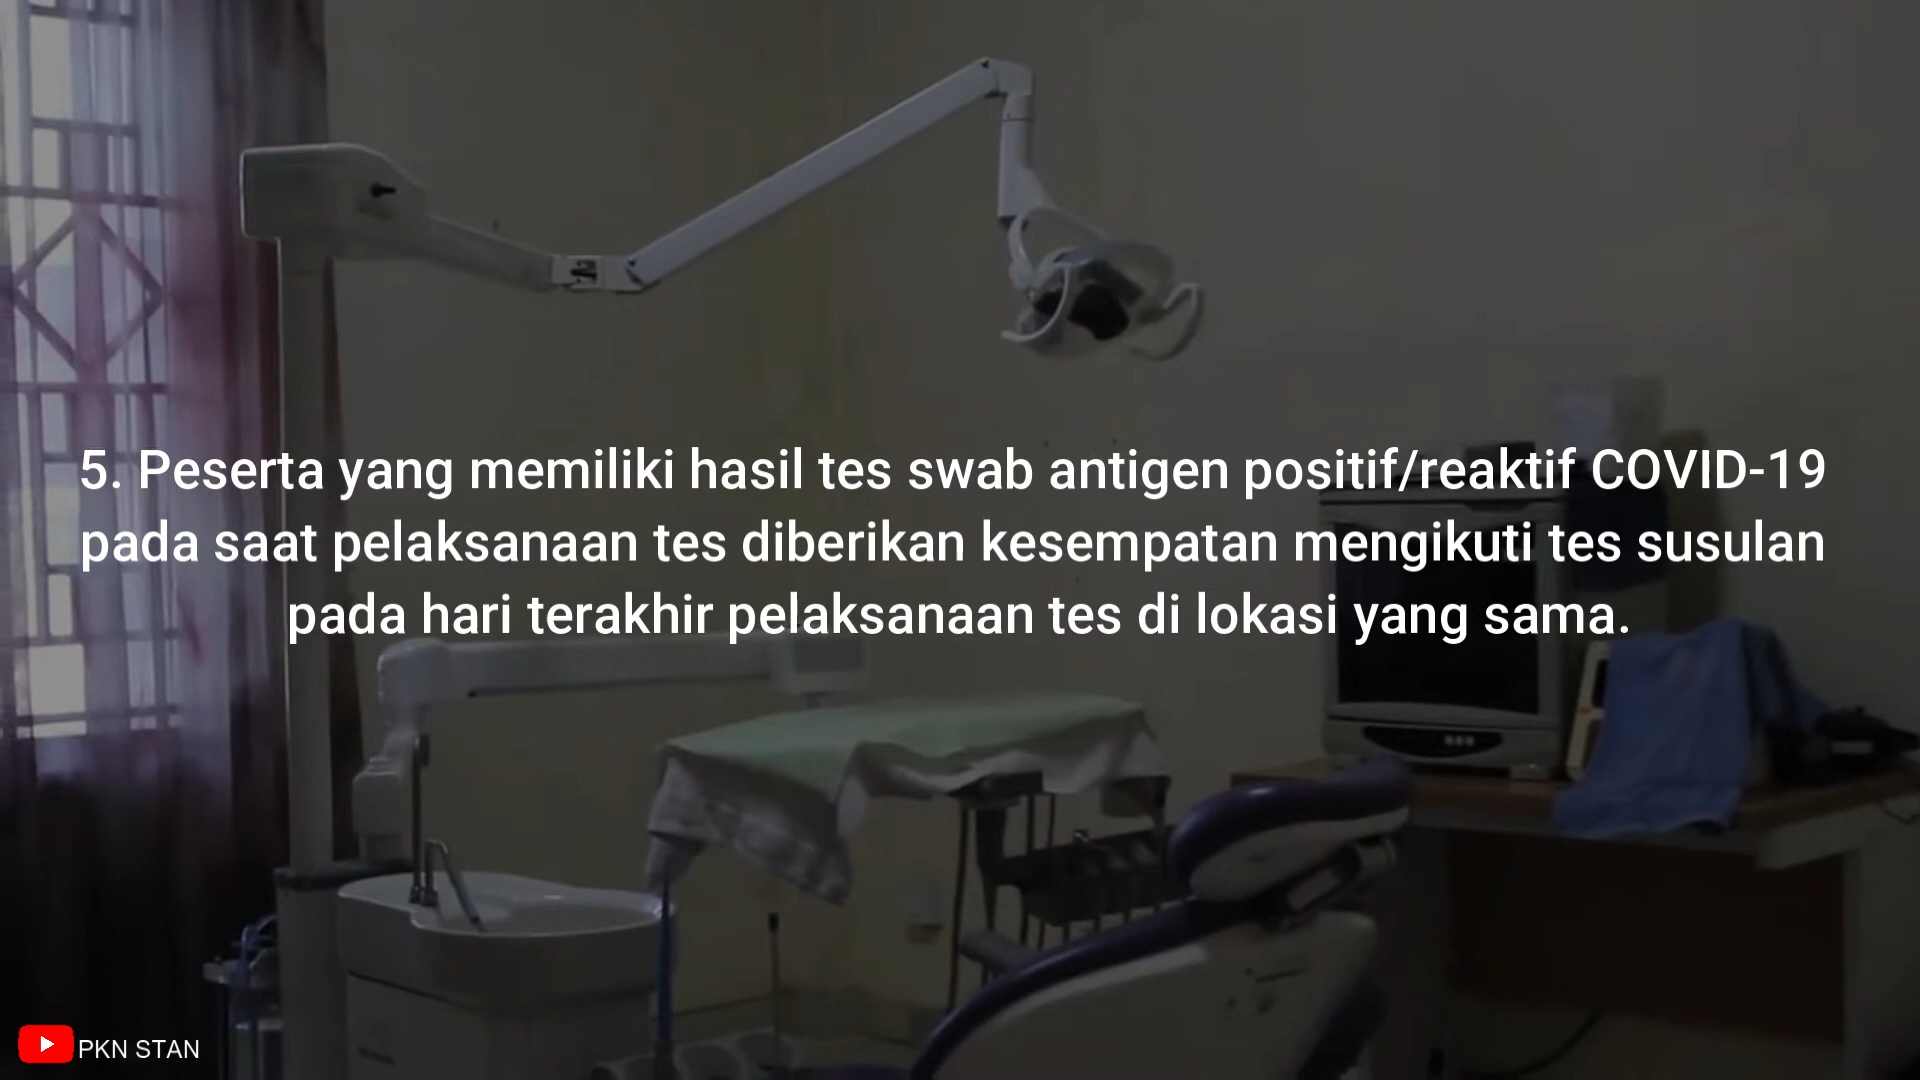 5. Peserta yang memiliki hasil tes swab antigen positif/reaktif COVID-19
pada saat pelaksanaan tes diberikan kesempatan mengikuti tes susulan
pada hari terakhir pelaksanaan tes di lokasi yang sama.
PKN STAN